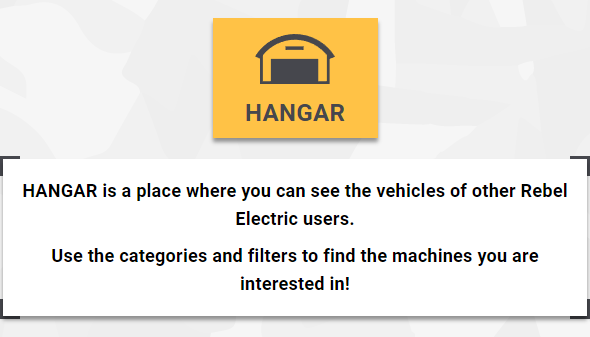 HANGAR
HANGAR is a place where you can see the vehicles of other Rebel
Electric users.
Use the categories and filters to find the machines you are
interested in!